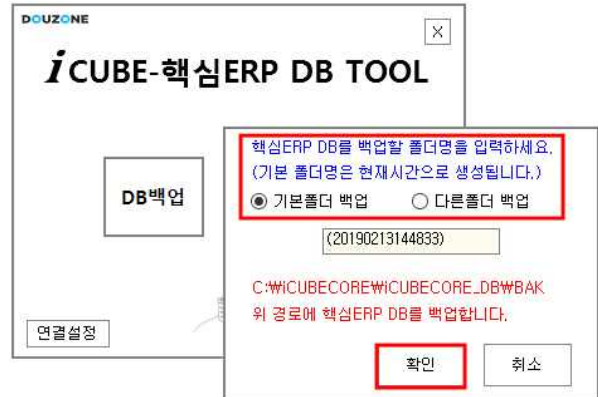 DOUZONE
X
iCUBE-핵심ERP DB TOOL
DB백업
연결설정
핵심ERP DB를 백업할 폴더명을 입력하세요.
(기본 폴더명은 현재시간으로 생성됩니다.)
기본폴더 백업 다른폴더 백업
(20190213144833)
C:₩iCUBECORE₩iCUBECORE_DB₩BAK
위 경로에 핵심ERP DB를 백업합니다.
확인 취소